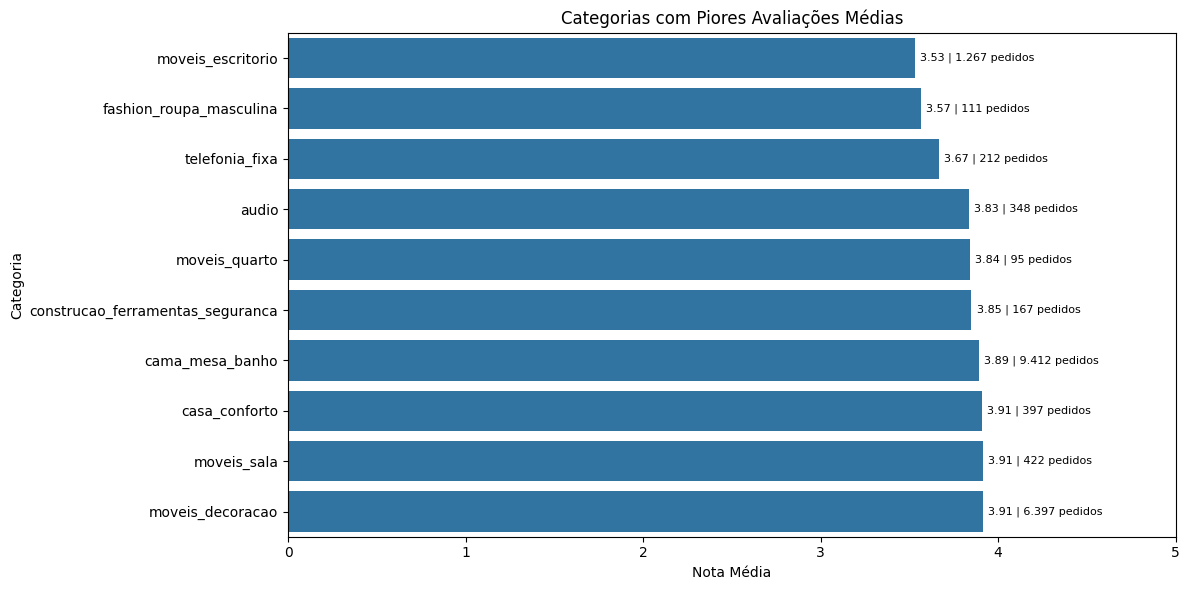 Categorias com Piores Avaliações Médias
Categoria
moveis_escritorio
3.53 | 1.267 pedidos
fashion_roupa_masculina
3.57 | 111 pedidos
telefonia_fixa
3.67 | 212 pedidos
audio
3.83 | 348 pedidos
moveis_quarto
3.84 | 95 pedidos
construcao_ferramentas_seguranca
3.85 | 167 pedidos
cama_mesa_banho
3.89 | 9.412 pedidos
casa_conforto
3.91 | 397 pedidos
moveis_sala
3.91 | 422 pedidos
moveis_decoracao
3.91 | 6.397 pedidos
0 1 2 3 4 5
Nota Média